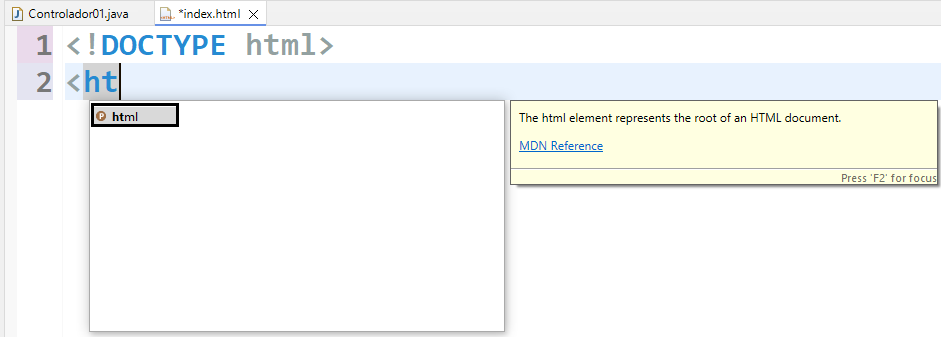 Controlador01.java
*index.html
1 <!DOCTYPE html>
2 <ht
html
The html element represents the root of an HTML document.
MDN Reference
Press 'F2' for focus